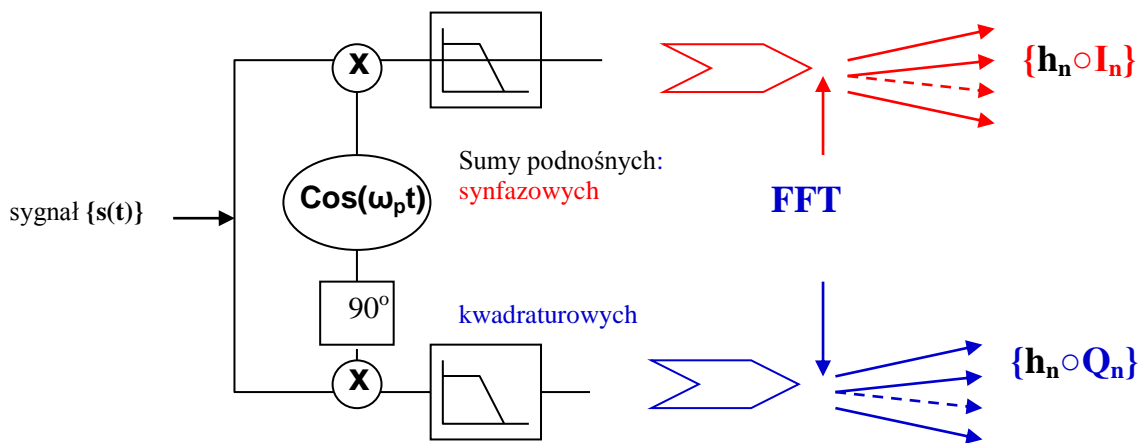 X
{hₙ○Iₙ}
Sumy podnośnych:
synfazowych
Cos(ωₚt)
FFT
sygnał {s(t)}
90°
kwadraturowych
X
{hₙ○Qₙ}